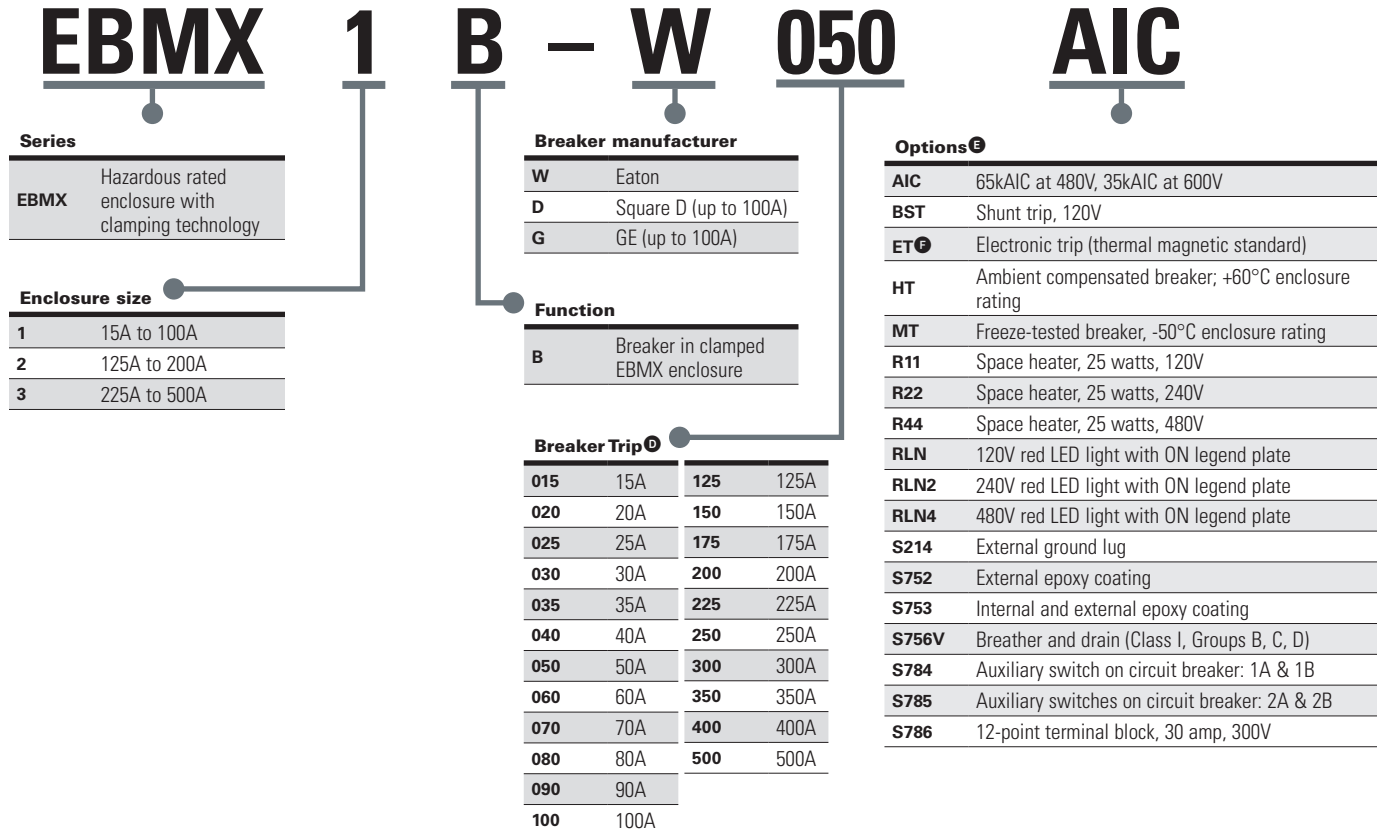 EBMX 1 B – W 050 AIC
Series
EBMX Hazardous rated
enclosure with
clamping technology
Enclosure size
1 15A to 100A
2 125A to 200A
3 225A to 500A
Breaker manufacturer
W Eaton
D Square D (up to 100A)
G GE (up to 100A)
Function
B Breaker in clamped
EBMX enclosure
Breaker Trip D
015 15A 125 125A
020 20A 150 150A
025 25A 175 175A
030 30A 200 200A
035 35A 225 225A
040 40A 250 250A
050 50A 300 300A
060 60A 350 350A
070 70A 400 400A
080 80A 500 500A
090 90A
100 100A
Options E
AIC 65kAIC at 480V, 35kAIC at 600V
BST Shunt trip, 120V
ET F Electronic trip (thermal magnetic standard)
HT Ambient compensated breaker; +60°C enclosure
rating
MT Freeze-tested breaker, -50°C enclosure rating
R11 Space heater, 25 watts, 120V
R22 Space heater, 25 watts, 240V
R44 Space heater, 25 watts, 480V
RLN 120V red LED light with ON legend plate
RLN2 240V red LED light with ON legend plate
RLN4 480V red LED light with ON legend plate
S214 External ground lug
S752 External epoxy coating
S753 Internal and external epoxy coating
S756V Breather and drain (Class I, Groups B, C, D)
S784 Auxiliary switch on circuit breaker: 1A & 1B
S785 Auxiliary switches on circuit breaker: 2A & 2B
S786 12-point terminal block, 30 amp, 300V